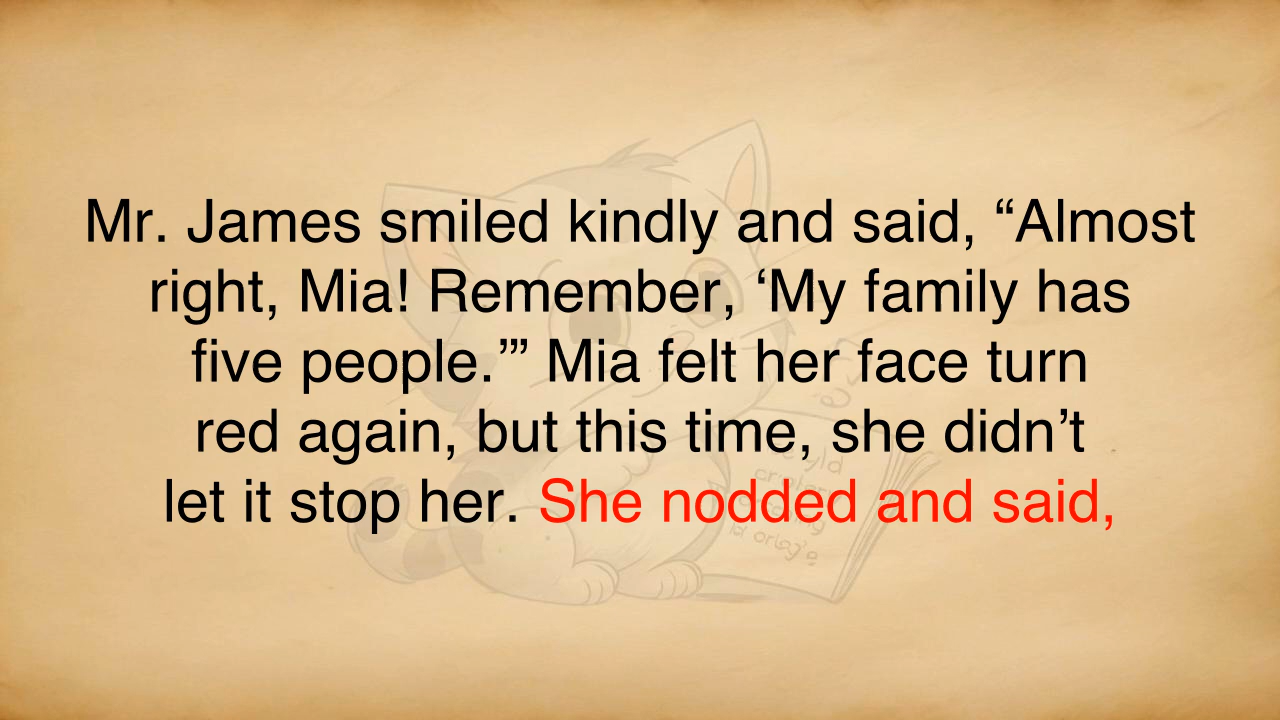 Mr. James smiled kindly and said, “Almost
right, Mia! Remember, ‘My family has
five people.’” Mia felt her face turn
red again, but this time, she didn’t
let it stop her. She nodded and said,